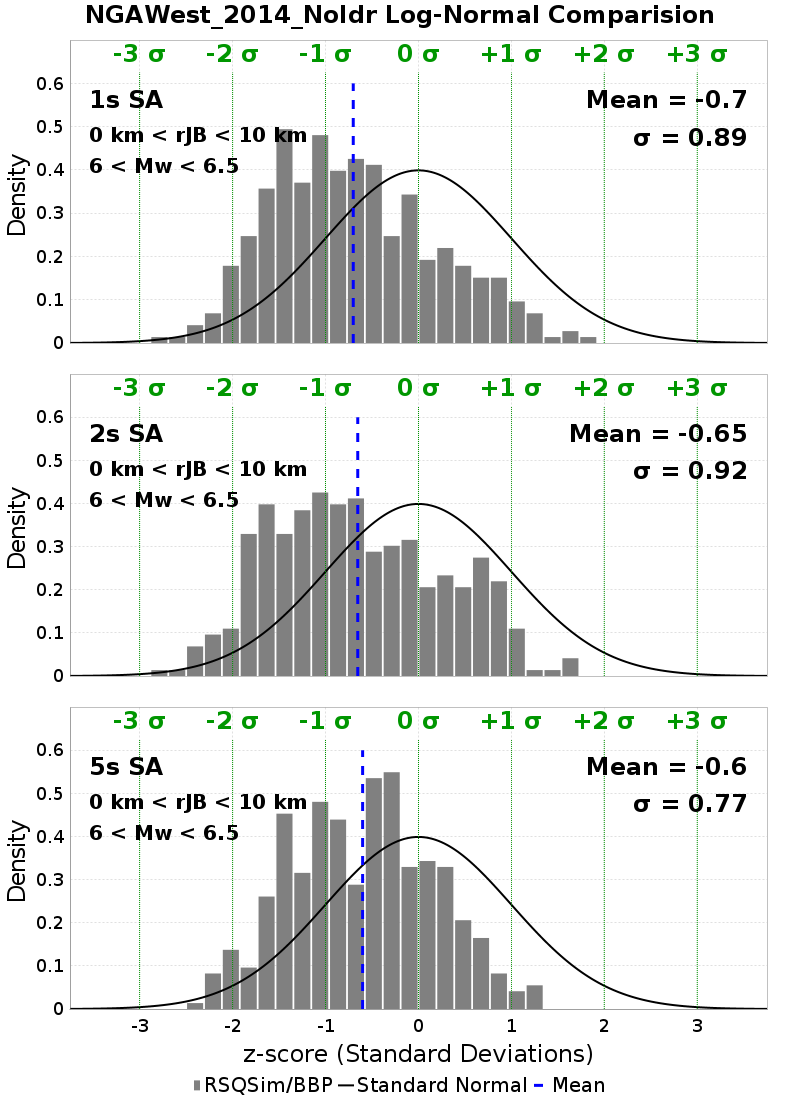 NGAWest_2014_NoIdr Log-Normal Comparision
-3 σ -2 σ -1 σ 0 σ +1 σ +2 σ +3 σ
0.6
1s SA Mean = -0.7
0.5
0 km < rJB < 10 km σ = 0.89
6 < Mw < 6.5
0.4
0.3
0.2
0.1
0
Density
-3 σ -2 σ -1 σ 0 σ +1 σ +2 σ +3 σ
0.6
2s SA Mean = -0.65
0.5
0 km < rJB < 10 km σ = 0.92
6 < Mw < 6.5
0.4
0.3
0.2
0.1
0
Density
-3 σ -2 σ -1 σ 0 σ +1 σ +2 σ +3 σ
0.6
5s SA Mean = -0.6
0.5
0 km < rJB < 10 km σ = 0.77
6 < Mw < 6.5
0.4
0.3
0.2
0.1
0
Density
-3 -2 -1 0 1 2 3
z-score (Standard Deviations)
RSQSim/BBP Standard Normal Mean